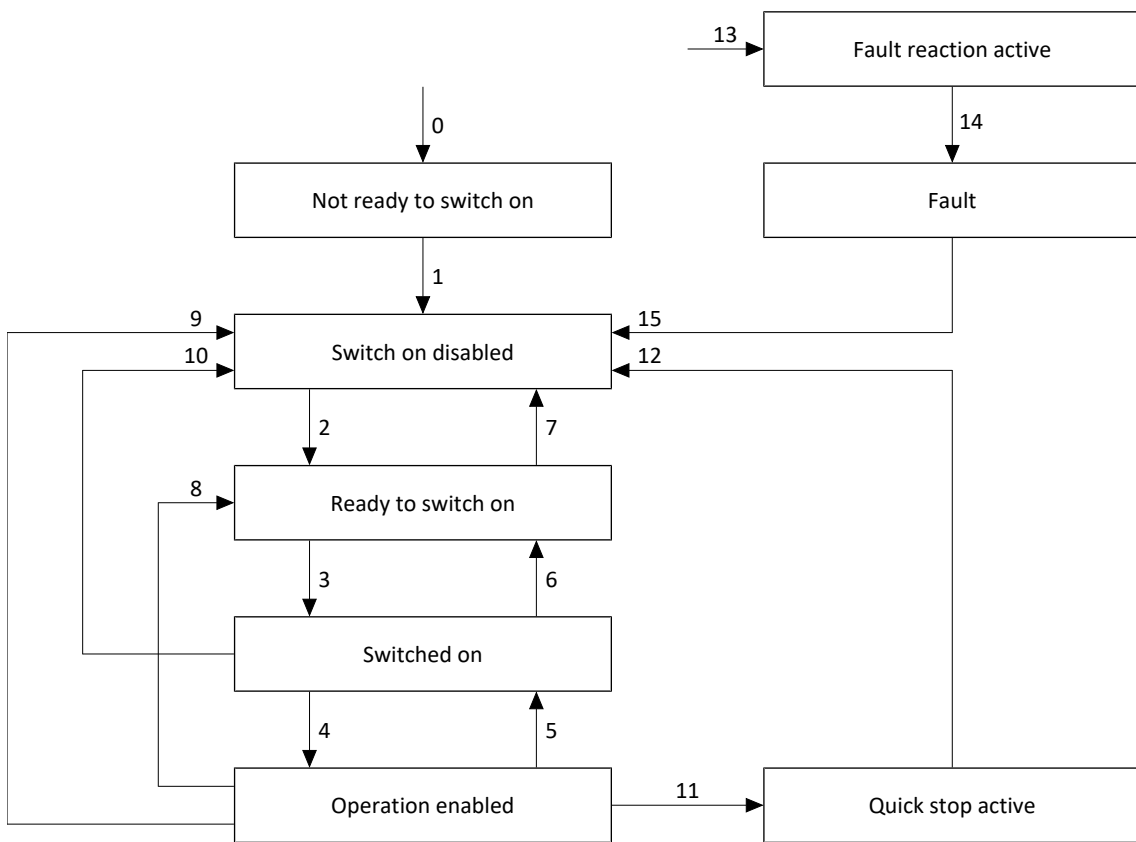 13
Fault reaction active
0
14
Not ready to switch on
Fault
1
9
15
Switch on disabled
10
12
2
7
8
Ready to switch on
3
6
Switched on
4
5
Operation enabled
11
Quick stop active